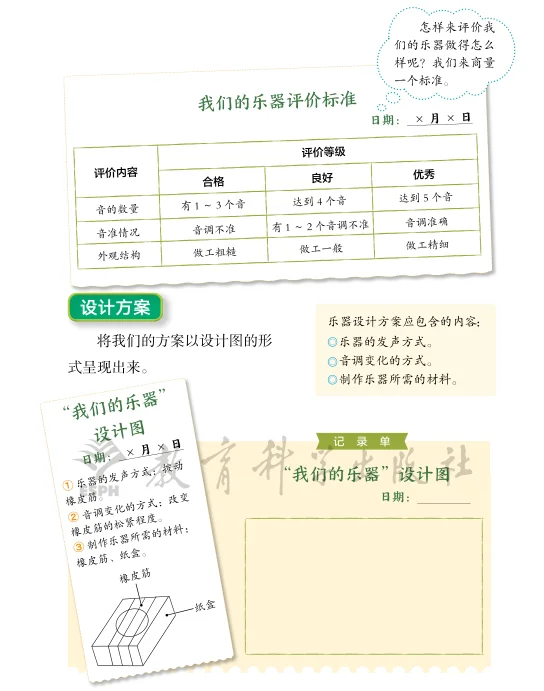 怎样来评价我
们的乐器做得怎么
样呢？我们来商量
一个标准。
我们的乐器评价标准
日期： × 月 × 日
评价内容 评价等级
合格 良好 优秀
音的数量 有 1 ~ 3 个音 达到 4 个音 达到 5 个音
音准情况 音调不准 有 1 ~ 2 个音调不准 音调准确
外观结构 做工粗糙 做工一般 做工精细
设计方案
将我们的方案以设计图的形
式呈现出来。
乐器设计方案应包含的内容：
◎乐器的发声方式。
◎音调变化的方式。
◎制作乐器所需的材料。
“我们的乐器”
设计图
日期： × 月 × 日
① 乐器的发声方式：拨动
橡皮筋。
② 音调变化的方式：改变
橡皮筋的松紧程度。
③ 制作乐器所需的材料：
橡皮筋、纸盒。
橡皮筋
纸盒
记录单
“我们的乐器”设计图
日期：
教育科学出版社